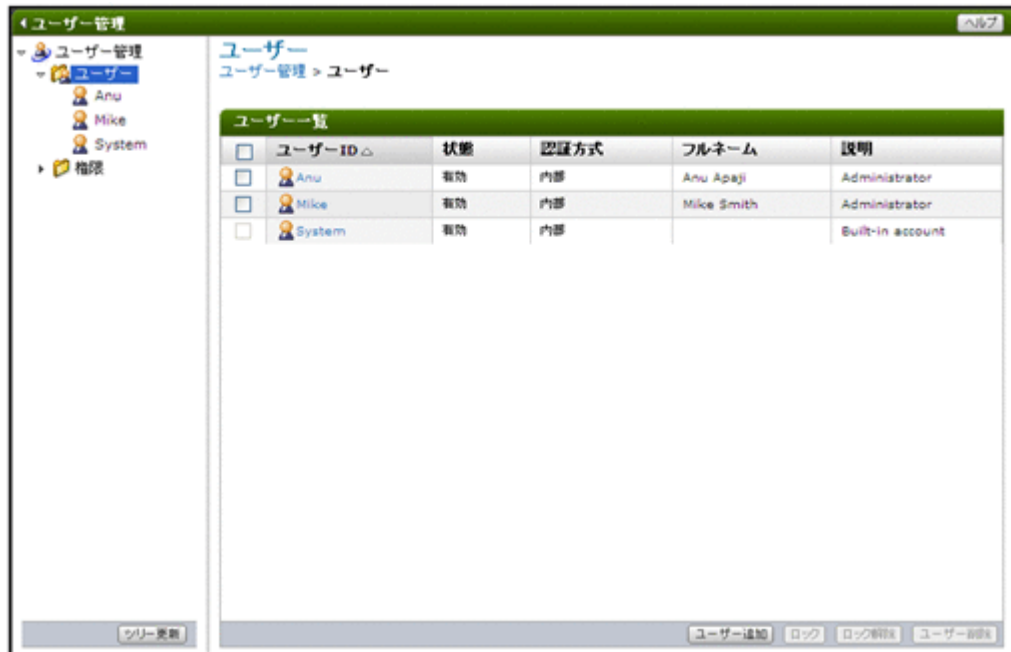 ユーザー管理
ヘルプ
ユーザー管理
ユーザー
Anu
Mike
System
権限
ユーザー
ユーザー管理 > ユーザー
ユーザー一覧
ユーザーID 状態 認証方式 フルネーム 説明
Anu 有効 内部 Anu Apaji Administrator
Mike 有効 内部 Mike Smith Administrator
System 有効 内部 Built-in account
ツリー更新
ユーザー追加 ロック ロック解除 ユーザー削除